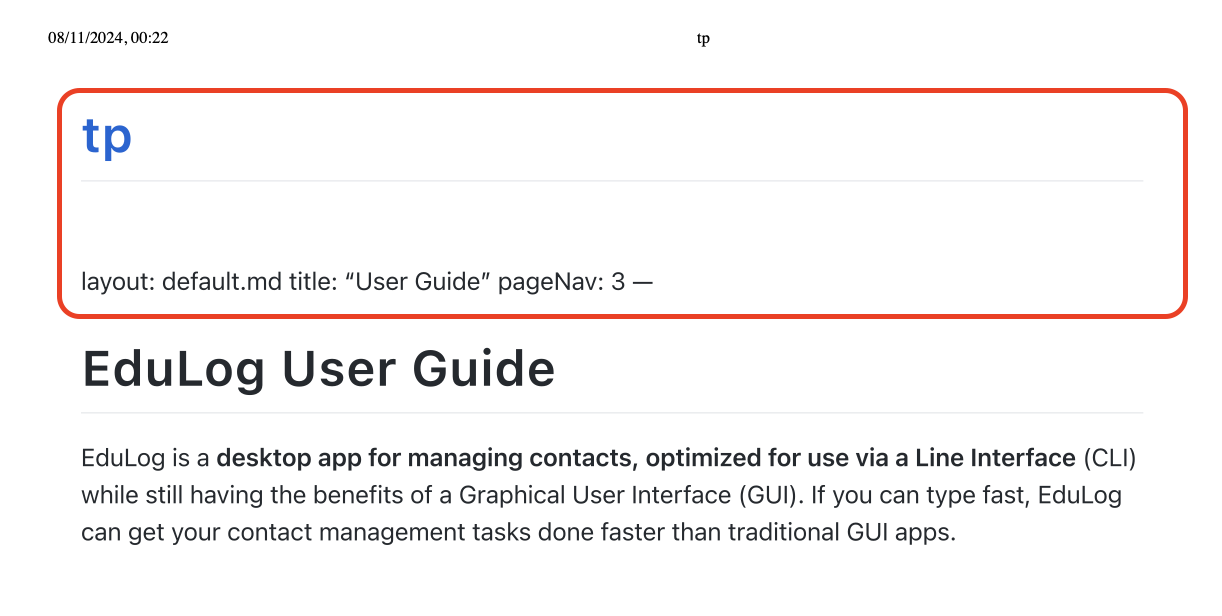 08/11/2024, 00:22 tp
tp
layout: default.md title: “User Guide” pageNav: 3 —
EduLog User Guide
EduLog is a desktop app for managing contacts, optimized for use via a Line Interface (CLI)
while still having the benefits of a Graphical User Interface (GUI). If you can type fast, EduLog
can get your contact management tasks done faster than traditional GUI apps.